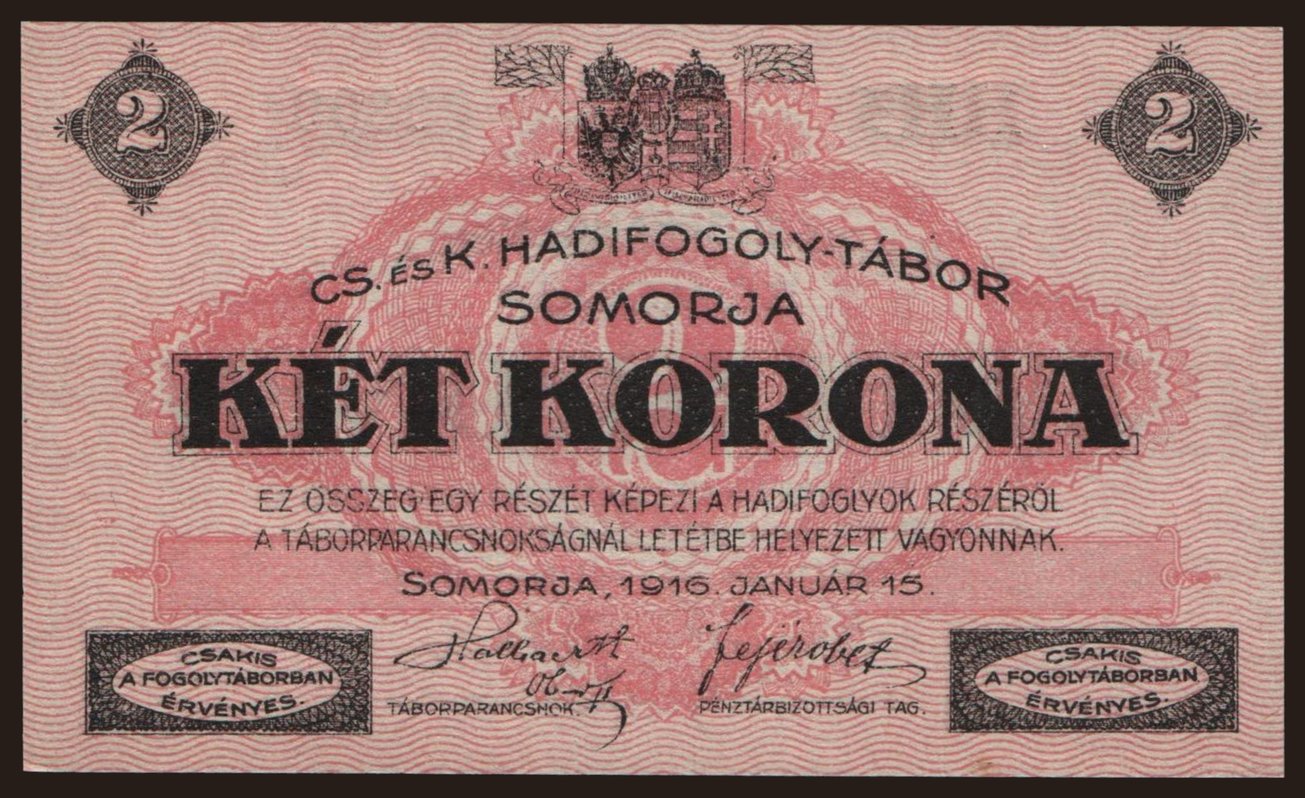 2
2
CS. ÉS K. HADIFOGOLY-TÁBOR
SOMORJA
2
KÉT KORONA
EZ ÖSSZEG EGY RÉSZÉT KÉPEZI A HADIFOGLYOK RÉSZÉRŐL
A TÁBORPARANCSNOKSÁGNÁL LETÉTBE HELYEZETT VAGYONNAK.
SOMORJA, 1916. JANUÁR 15.
TÁBORPARANCSNOK.
PÉNZTÁRBIZOTTSÁGI TAG.
CSAKIS
A FOGOLYTÁBORBAN
ÉRVÉNYES.
CSAKIS
A FOGOLYTÁBORBAN
ÉRVÉNYES.